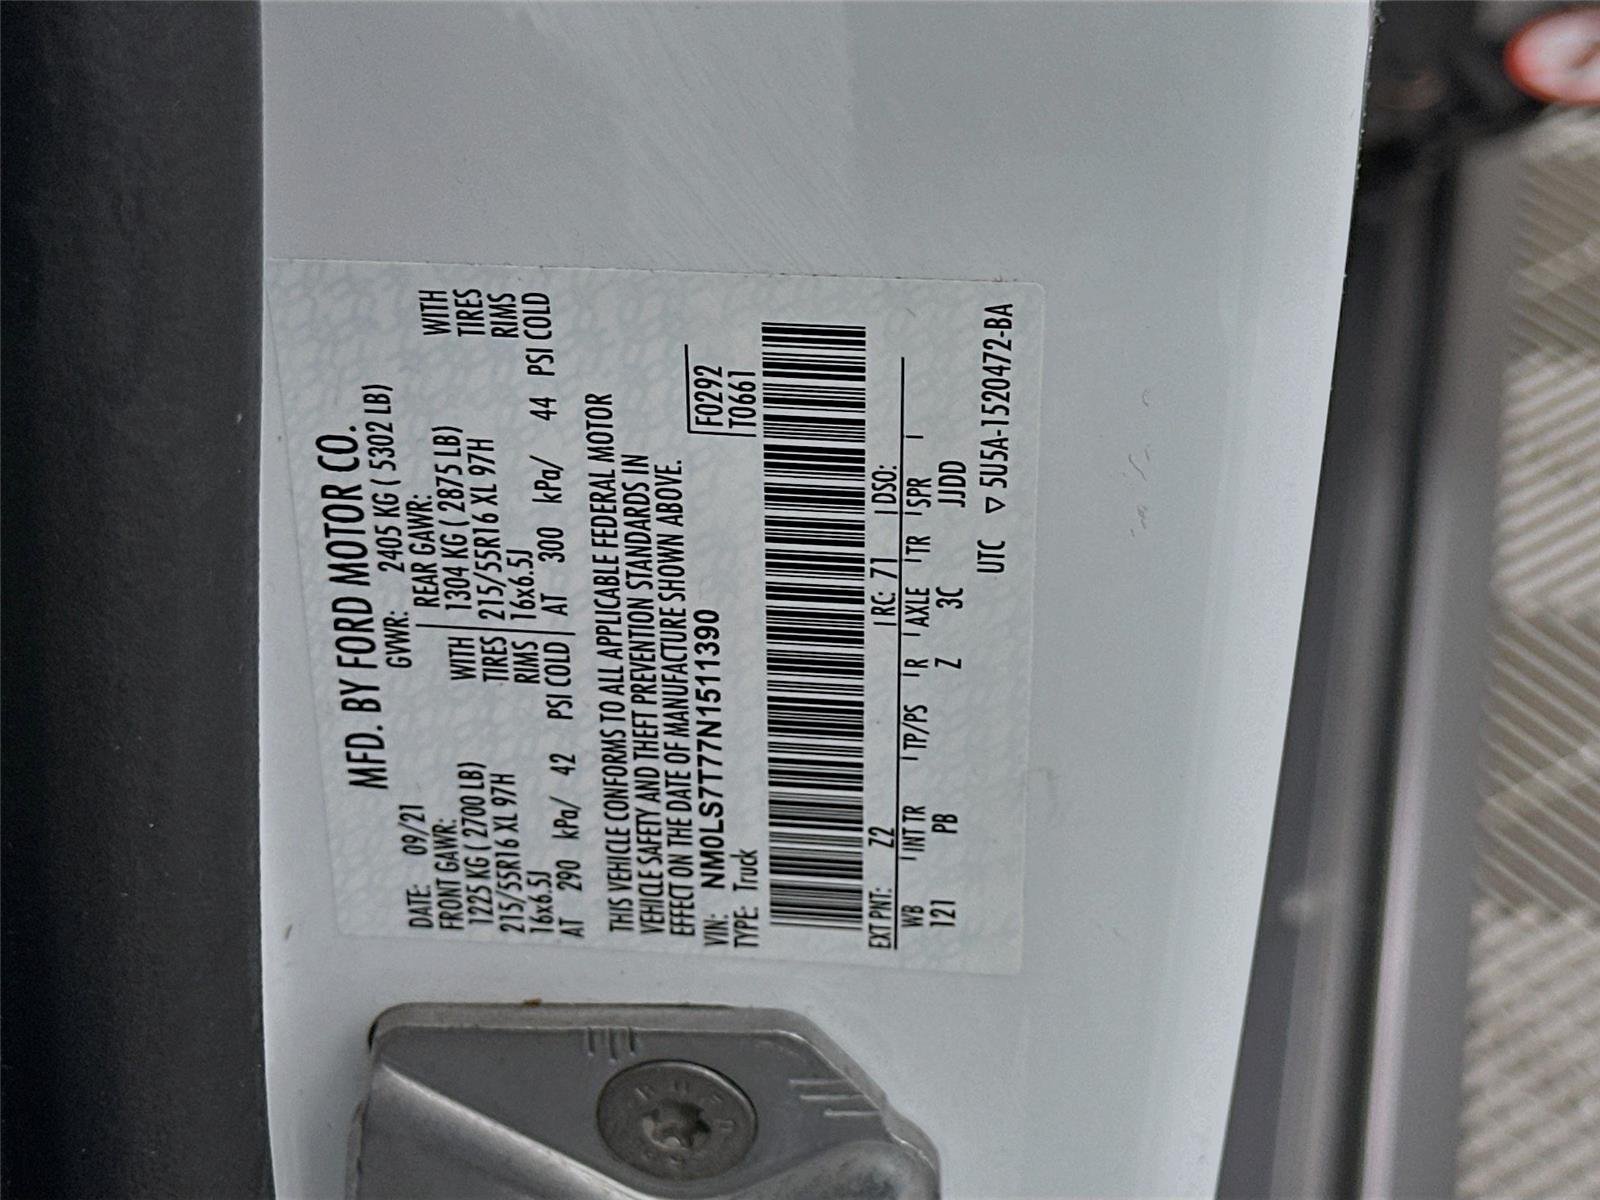 MFD. BY FORD MOTOR CO.
DATE: 09/21 GVWR: 2405 KG ( 5302 LB)
FRONT GAWR: REAR GAWR:
1225 KG ( 2700 LB) WITH 1304 KG ( 2875 LB) WITH
215/55R16 XL 97H TIRES 215/55R16 XL 97H TIRES
16x6.5J RIMS 16x6.5J RIMS
AT 290 kPa/ 42 PSI COLD AT 300 kPa/ 44 PSI COLD
THIS VEHICLE CONFORMS TO ALL APPLICABLE FEDERAL MOTOR
VEHICLE SAFETY AND THEFT PREVENTION STANDARDS IN
EFFECT ON THE DATE OF MANUFACTURE SHOWN ABOVE.
VIN: NM0LS7T77N1511390 F0292
TYPE: Truck T0661
EXT PNT: Z2 RC: 71 DSO:
WB INT TR TP/PS R AXLE TR SPR
121 PB Z 3C JJDD
UTC ▽ 5U5A-1520472-BA